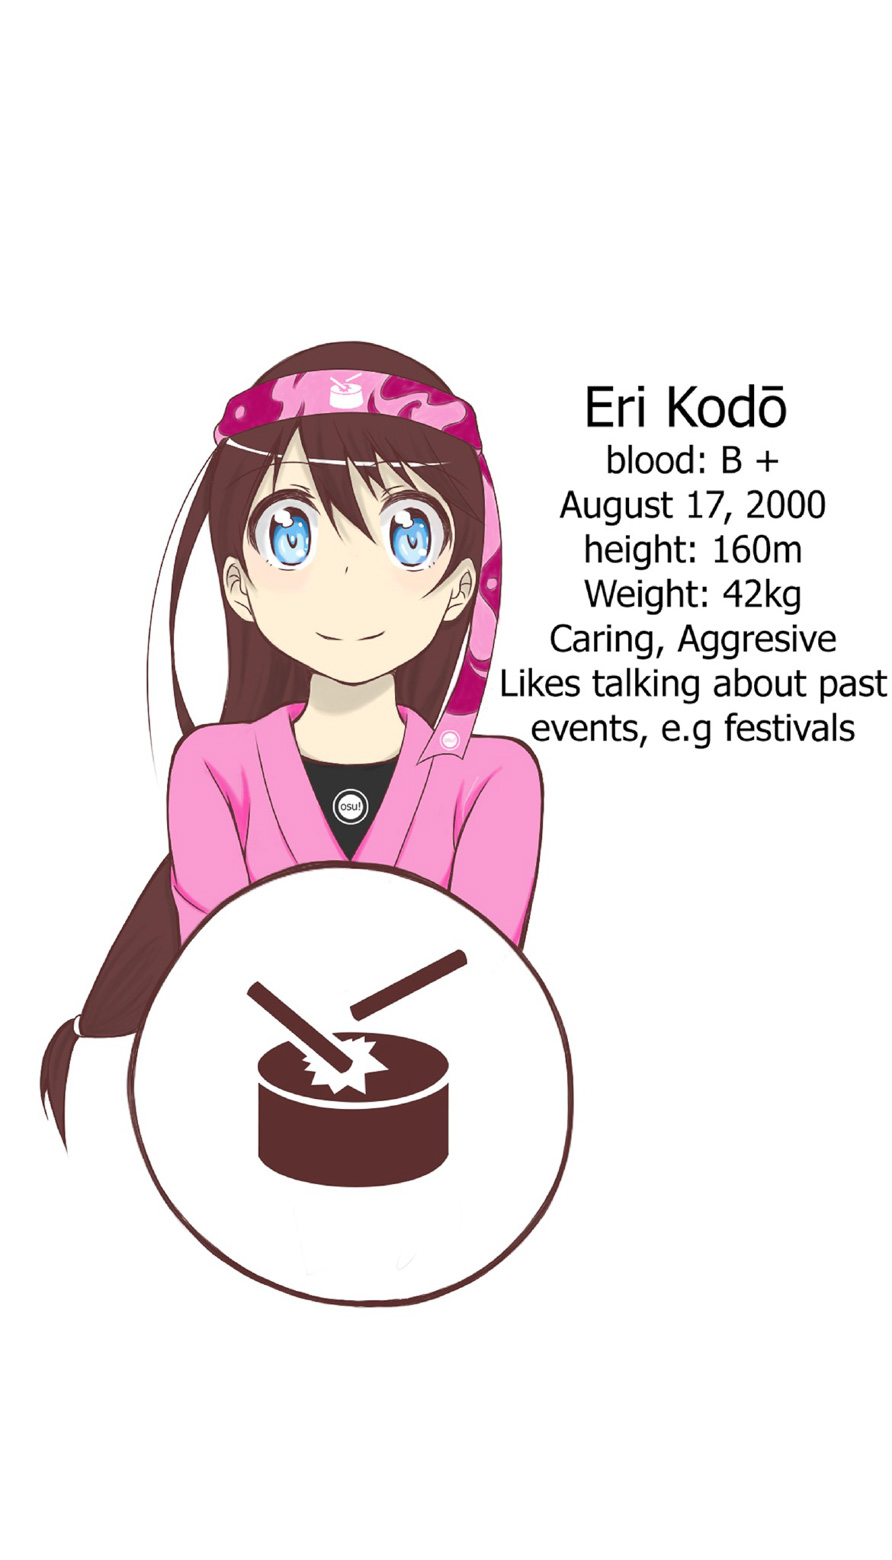 Eri Kodō
blood: B +
August 17, 2000
height: 160m
Weight: 42kg
Caring, Aggresive
Likes talking about past
events, e.g festivals
osu!